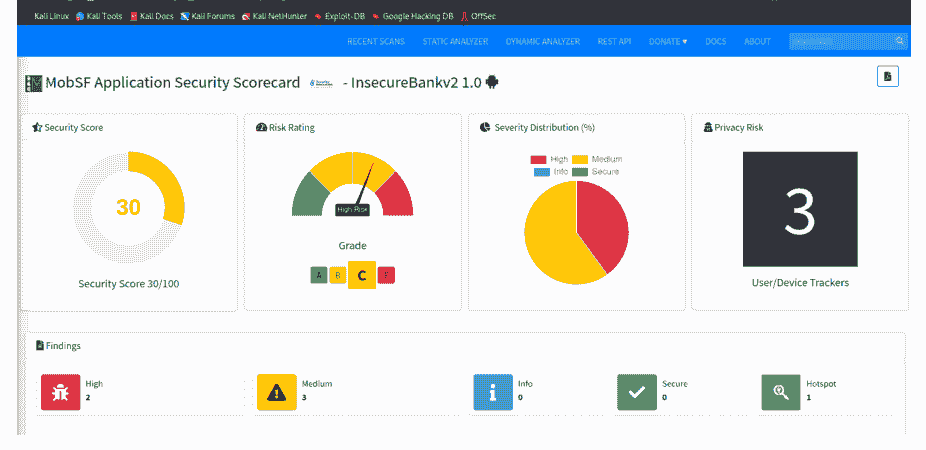 Kali Linux Kali Tools Kali Docs Kali Forums Kali NetHunter Exploit-DB Google Hacking DB OffSec
RECENT SCANS STATIC ANALYZER DYNAMIC ANALYZER REST API DONATE ♥ DOCS ABOUT
MobSF Application Security Scorecard - InsecureBankv2 1.0
Security Score
30
Security Score 30/100
Risk Rating
High Risk
Grade
A B C F
Severity Distribution (%)
High Medium
Info Secure
Privacy Risk
3
User/Device Trackers
Findings
High
2
Medium
3
Info
0
Secure
0
Hotspot
1